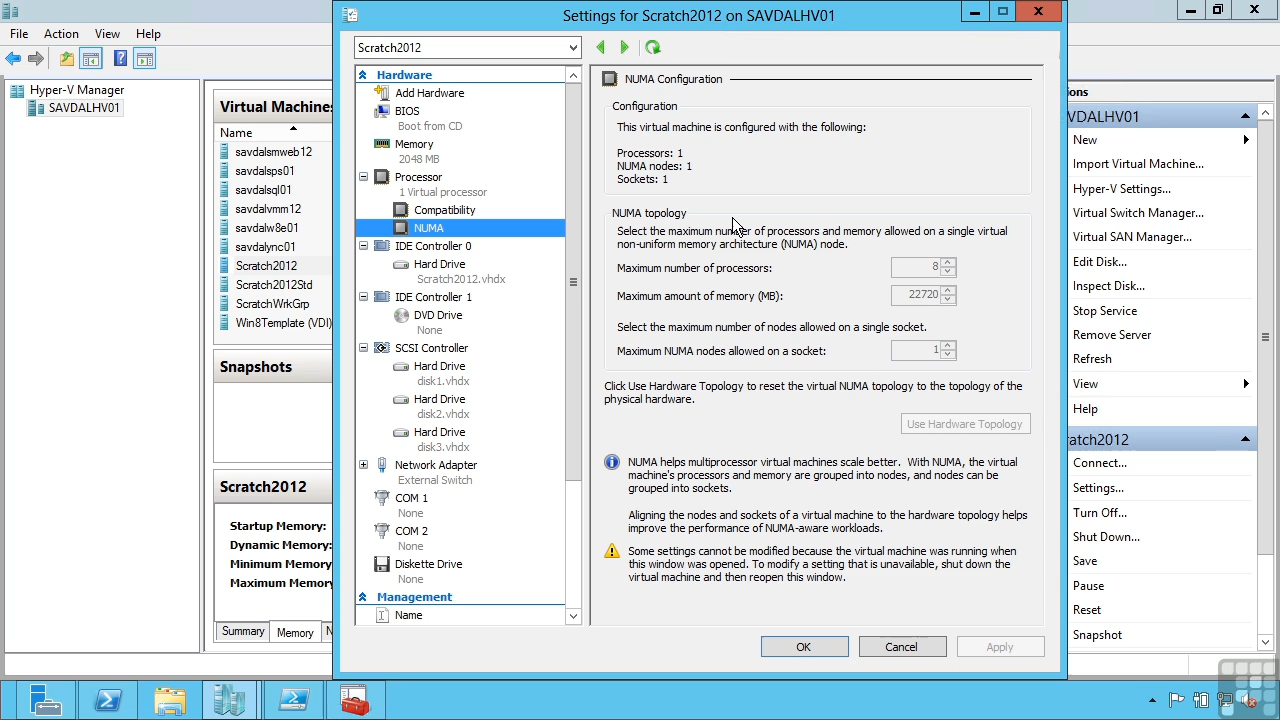 Settings for Scratch2012 on SAVDALHV01
File Action View Help
Hyper-V Manager
SAVDALHV01
Virtual Machines
Name
savdalsmweb12
savdalsps01
savdalsql01
savdalvmm12
savdalw8e01
savdalync01
Scratch2012
Scratch2012Std
ScratchWrkGrp
Win8Template (VDI)
Snapshots
Scratch2012
Startup Memory:
Dynamic Memory:
Minimum Memory
Maximum Memory
Summary Memory N
Scratch2012
Hardware
Add Hardware
BIOS
Boot from CD
Memory
2048 MB
Processor
1 Virtual processor
Compatibility
NUMA
IDE Controller 0
Hard Drive
Scratch2012.vhdx
IDE Controller 1
DVD Drive
None
SCSI Controller
Hard Drive
disk1.vhdx
Hard Drive
disk2.vhdx
Hard Drive
disk3.vhdx
Network Adapter
External Switch
COM 1
None
COM 2
None
Diskette Drive
None
Management
Name
NUMA Configuration
Configuration
This virtual machine is configured with the following:
Processors: 1
NUMA nodes: 1
Sockets: 1
NUMA topology
Select the maximum number of processors and memory allowed on a single virtual
non-uniform memory architecture (NUMA) node.
Maximum number of processors: 8
Maximum amount of memory (MB): 22720
Select the maximum number of nodes allowed on a single socket.
Maximum NUMA nodes allowed on a socket: 1
Click Use Hardware Topology to reset the virtual NUMA topology to the topology of the
physical hardware.
Use Hardware Topology
NUMA helps multiprocessor virtual machines scale better. With NUMA, the virtual
machine's processors and memory are grouped into nodes, and nodes can be
grouped into sockets.
Aligning the nodes and sockets of a virtual machine to the hardware topology helps
improve the performance of NUMA-aware workloads.
Some settings cannot be modified because the virtual machine was running when
this window was opened. To modify a setting that is unavailable, shut down the
virtual machine and then reopen this window.
OK Cancel Apply
ions
VDALHV01
New
Import Virtual Machine...
Hyper-V Settings...
Virtual Switch Manager...
Virtual SAN Manager...
Edit Disk...
Inspect Disk...
Stop Service
Remove Server
Refresh
View
Help
ratch2012
Connect...
Settings...
Turn Off...
Shut Down...
Save
Pause
Reset
Snapshot